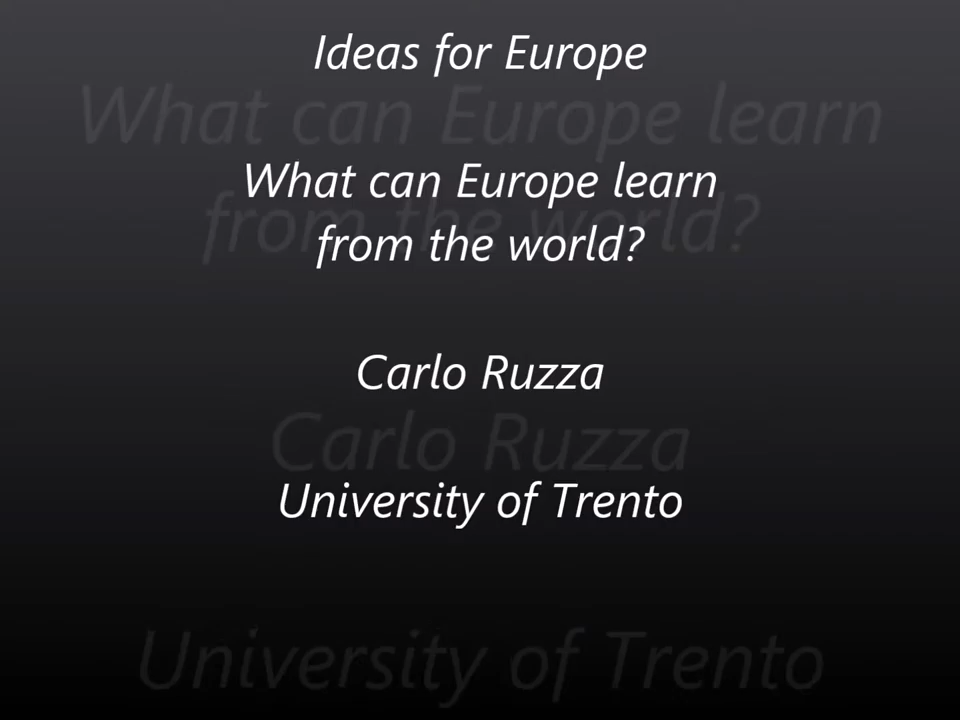 Ideas for Europe
What can Europe learn
from the world?
Carlo Ruzza
University of Trento